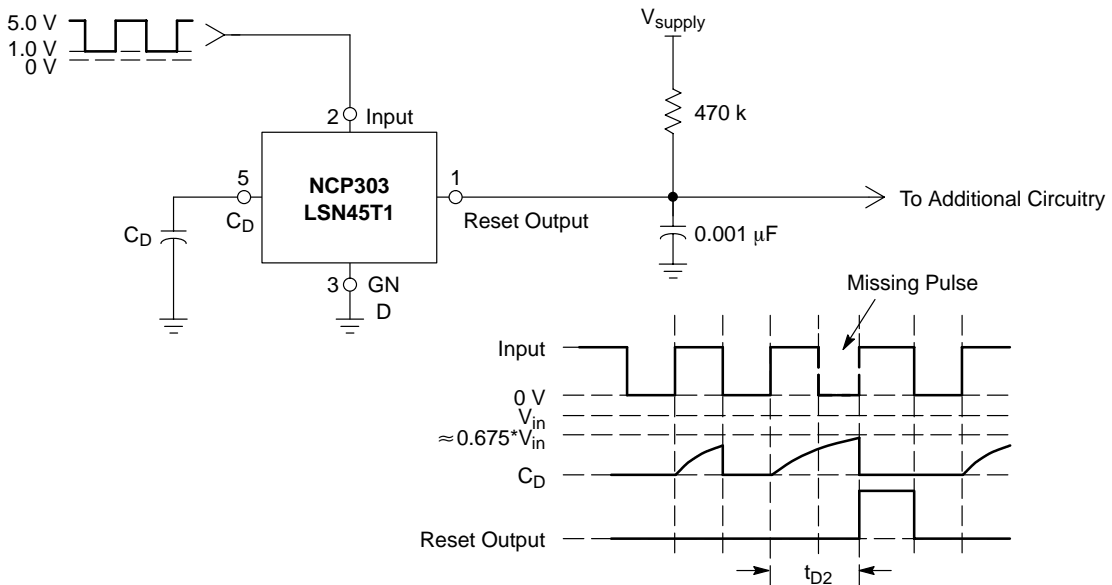 5.0 V
1.0 V
0 V
Vsupply
470 k
2 Input
5
CD
CD
NCP303
LSN45T1
1
Reset Output
To Additional Circuitry
0.001 μF
3 GN
D
Missing Pulse
Input
0 V
Vin
≈0.675*Vin
CD
Reset Output
tD2